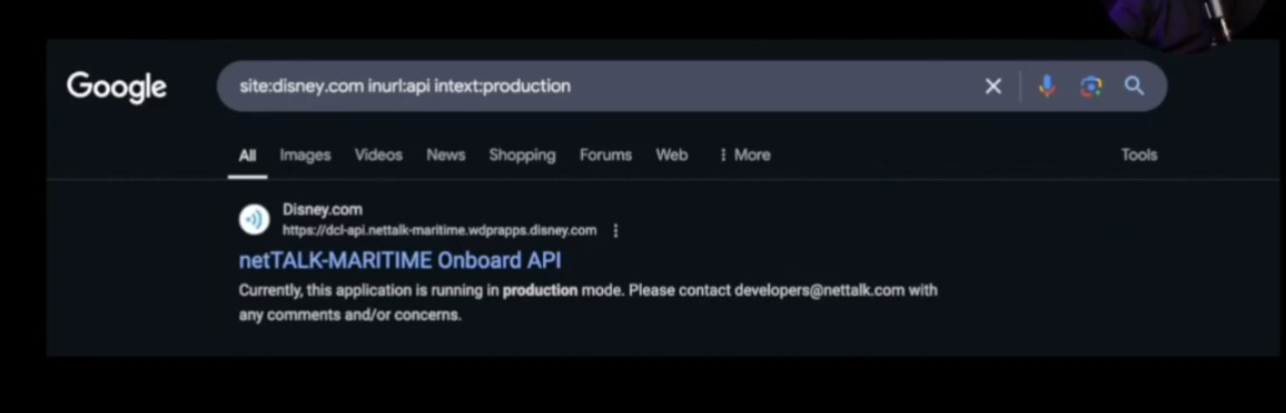 Google
site:disney.com inurl:api intext:production
All Images Videos News Shopping Forums Web More Tools
Disney.com
https://dcl-api.nettalk-maritime.wdprapps.disney.com
netTALK-MARITIME Onboard API
Currently, this application is running in production mode. Please contact developers@nettalk.com with
any comments and/or concerns.